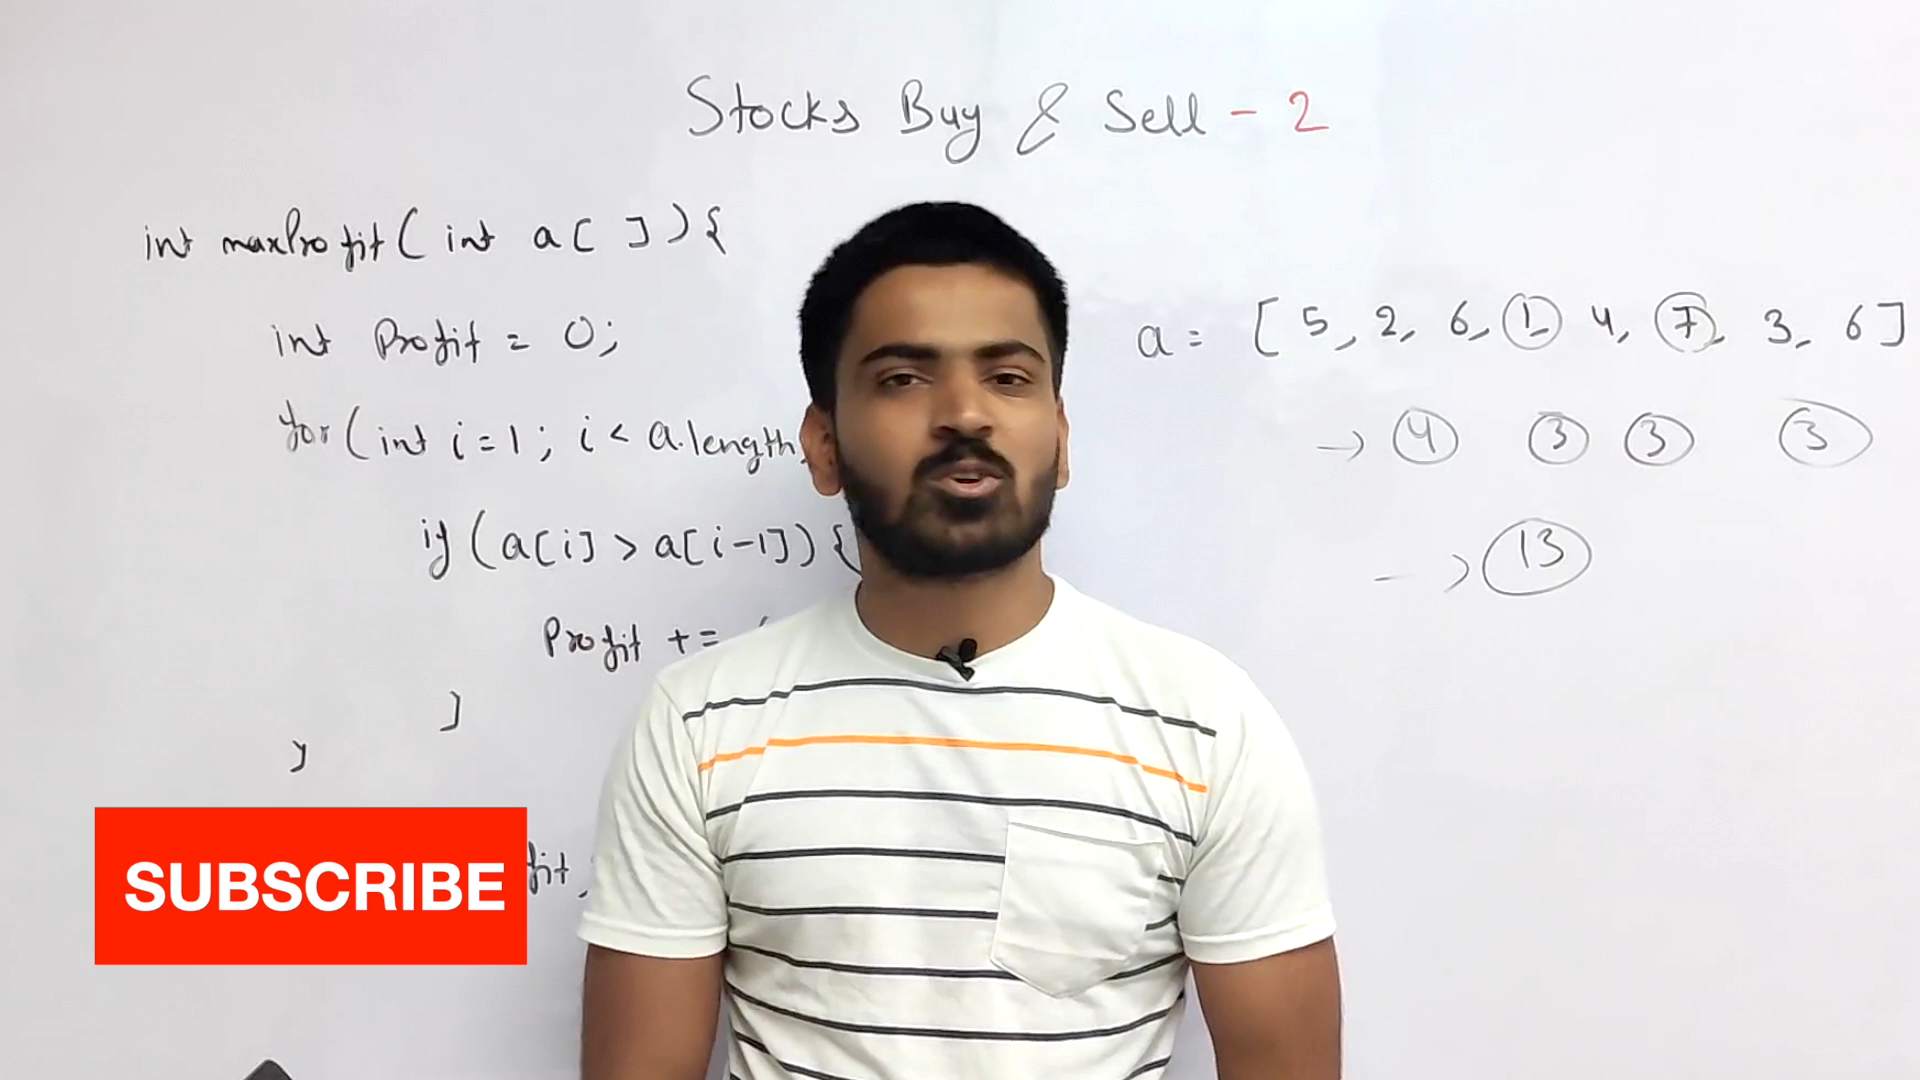 Stocks Buy & Sell - 2
int maxProfit( int a[ ] ){
int Profit = 0;
for( int i=1 ; i < a.length
if (a[i] > a[i-1]) {
Profit +=
}
}
a = [ 5, 2, 6, 1, 4, 7, 3, 6 ]
→ 4 3 3 3
→ 13
SUBSCRIBE